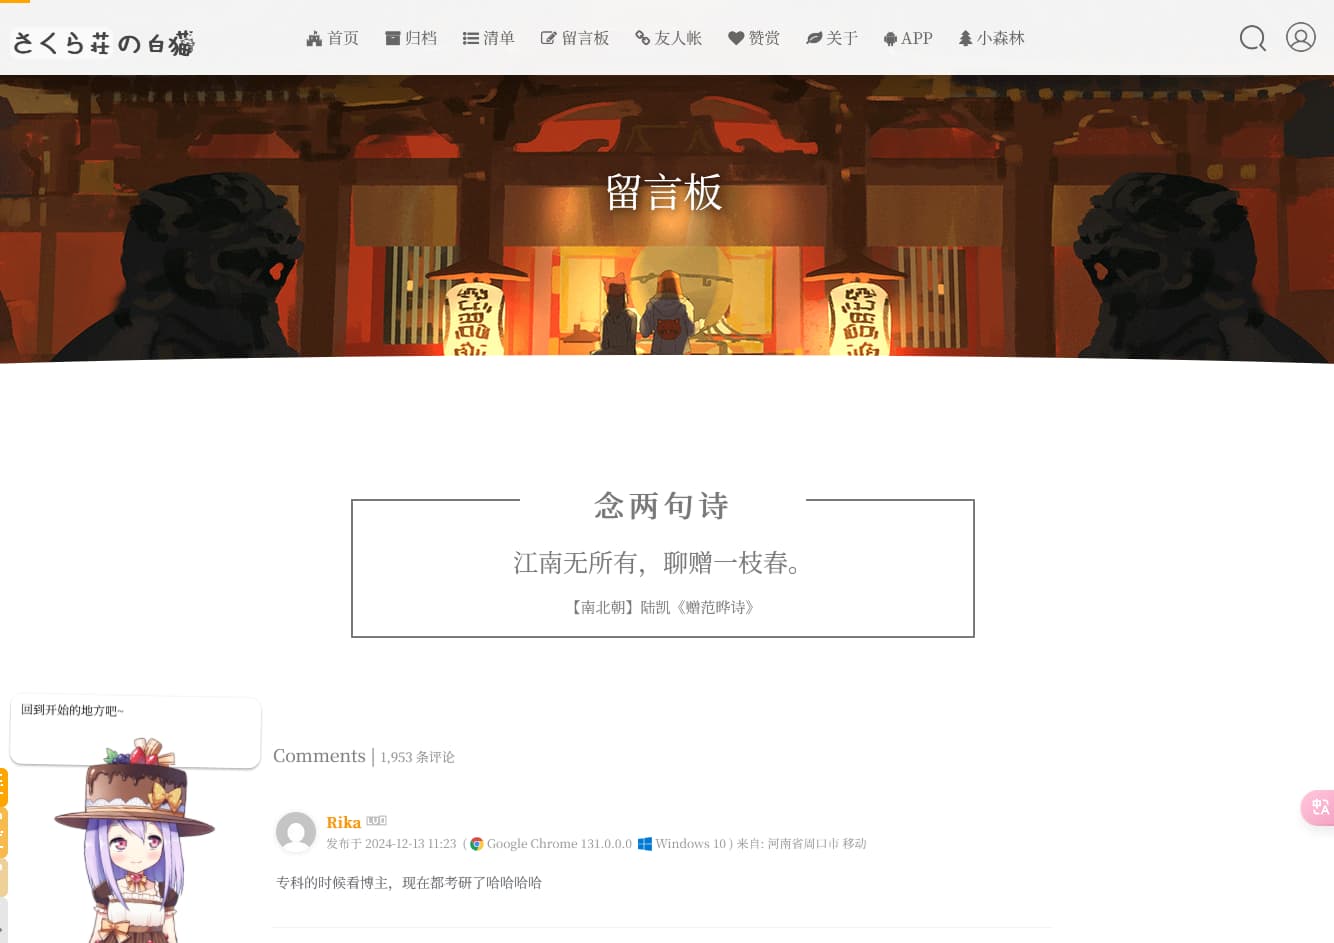 さくら荘の白猫
首页 归档 清单 留言板 友人帐 赞赏 关于 APP 小森林
留言板
念两句诗
江南无所有，聊赠一枝春。
【南北朝】陆凯《赠范晔诗》
回到开始的地方吧~
Comments | 1,953 条评论
Rika LV0
发布于 2024-12-13 11:23 ( Google Chrome 131.0.0.0 Windows 10 ) 来自: 河南省周口市 移动
专科的时候看博主，现在都考研了哈哈哈哈